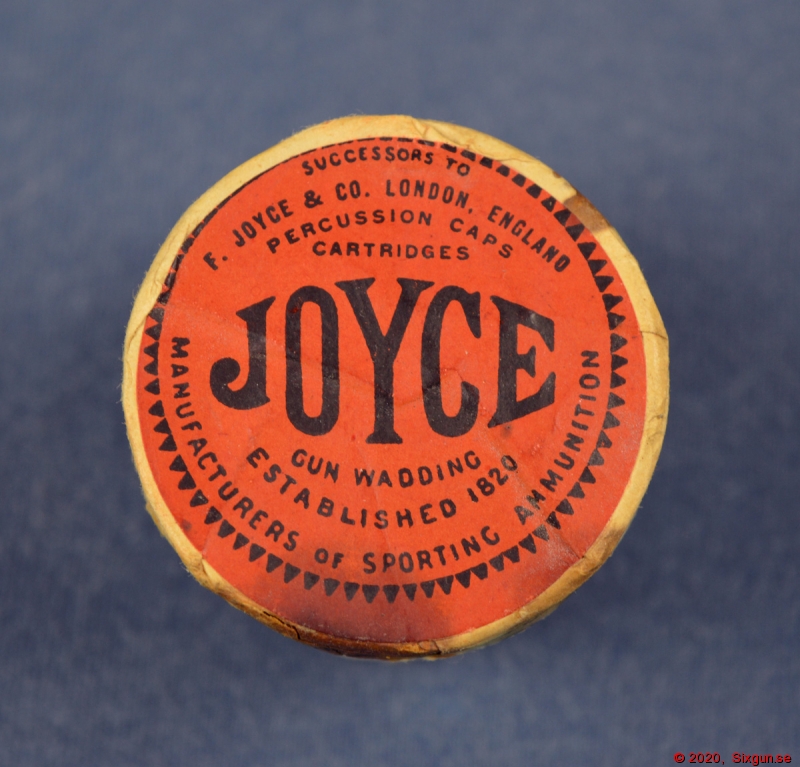 SUCCESSORS TO
F. JOYCE & CO. LONDON, ENGLAND
PERCUSSION CAPS
CARTRIDGES
JOYCE
GUN WADDING
ESTABLISHED 1820
MANUFACTURERS OF SPORTING AMMUNITION
© 2020, Sixgun.se